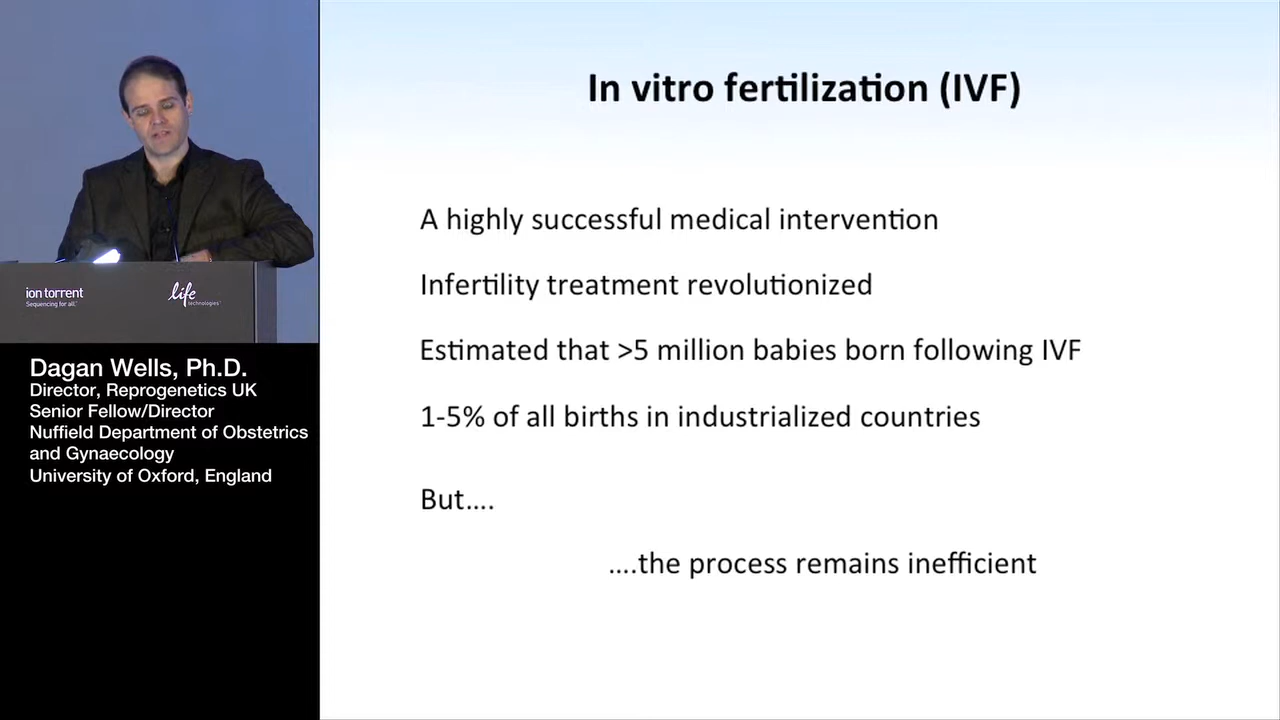 In vitro fertilization (IVF)
A highly successful medical intervention
Infertility treatment revolutionized
Estimated that >5 million babies born following IVF
1-5% of all births in industrialized countries
But....
....the process remains inefficient
ion torrent
Sequencing for all.™
life
technologies™
Dagan Wells, Ph.D.
Director, Reprogenetics UK
Senior Fellow/Director
Nuffield Department of Obstetrics
and Gynaecology
University of Oxford, England